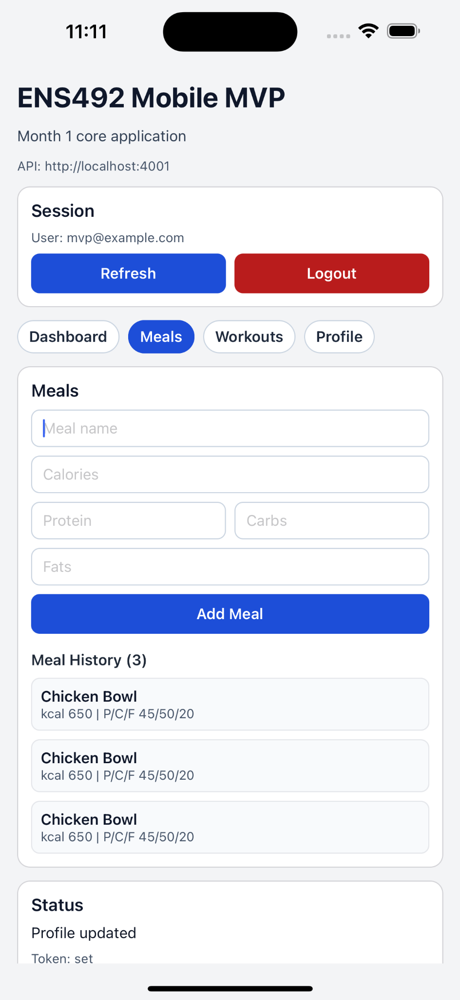 11:11
ENS492 Mobile MVP
Month 1 core application
API: http://localhost:4001
Session
User: mvp@example.com
Refresh Logout
Dashboard Meals Workouts Profile
Meals
Meal name
Calories
Protein Carbs
Fats
Add Meal
Meal History (3)
Chicken Bowl
kcal 650 | P/C/F 45/50/20
Chicken Bowl
kcal 650 | P/C/F 45/50/20
Chicken Bowl
kcal 650 | P/C/F 45/50/20
Status
Profile updated
Token: set